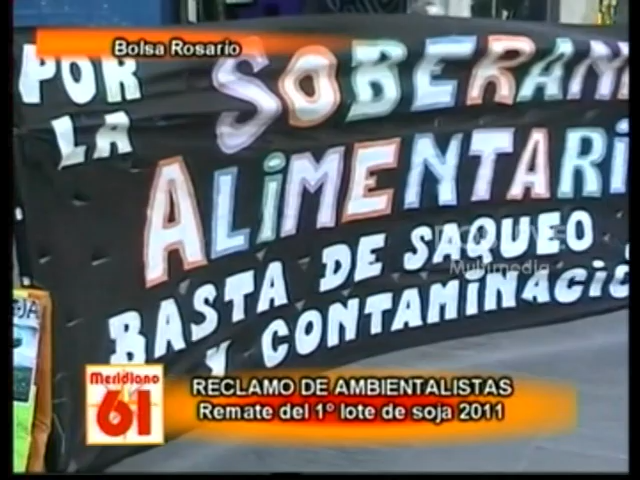 Bolsa Rosario
POR
LA
SOBERAN
ALiMENTARi
BASTA DE SAQUEO
Y CONTAMiNACiO
Multimedia
Meridiano
61
RECLAMO DE AMBIENTALISTAS
Remate del 1º lote de soja 2011